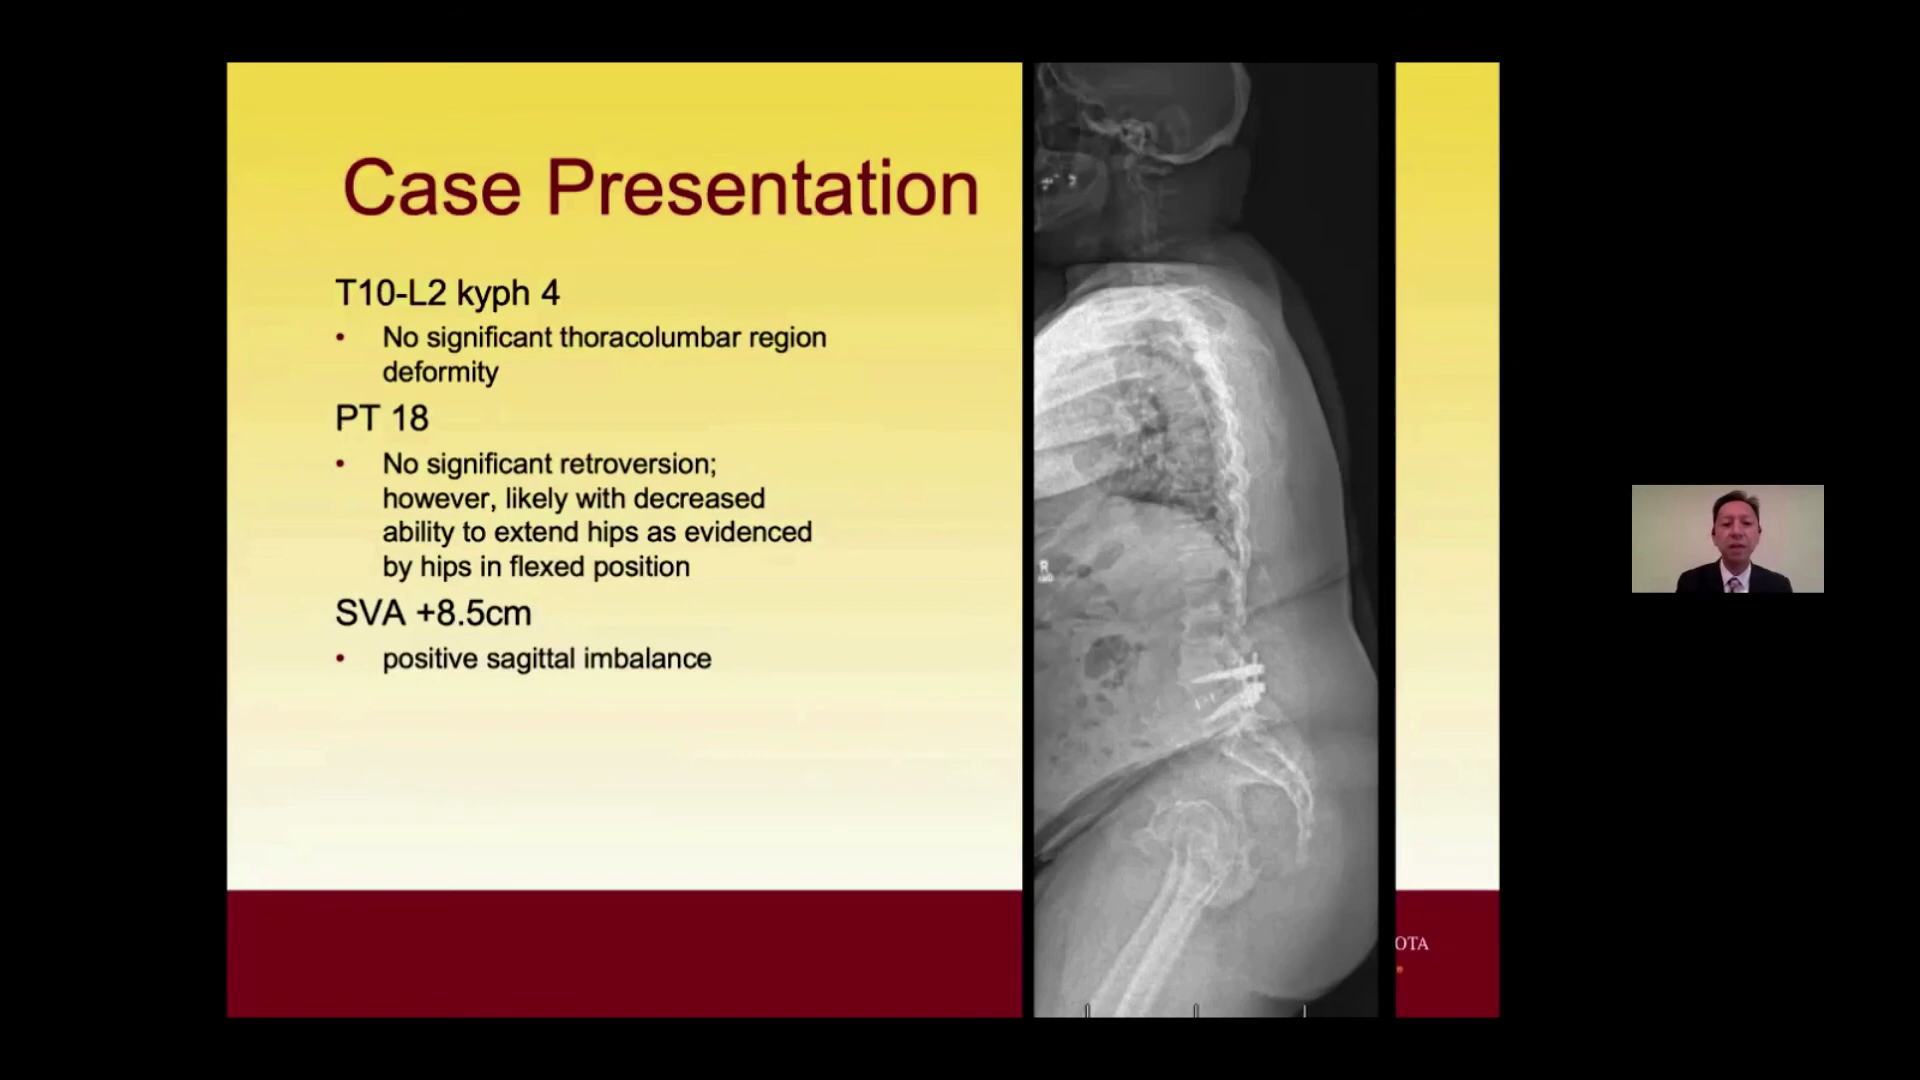 Case Presentation
T10-L2 kyph 4
• No significant thoracolumbar region
deformity
PT 18
• No significant retroversion;
however, likely with decreased
ability to extend hips as evidenced
by hips in flexed position
SVA +8.5cm
• positive sagittal imbalance
R
OTA